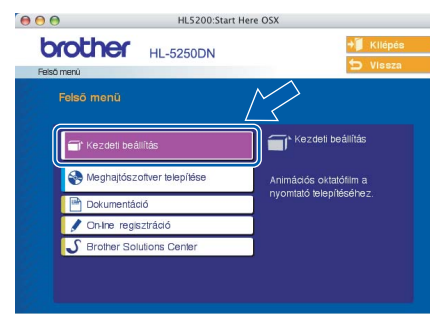 HL5200:Start Here OSX
brother HL-5250DN
Kilépés
Vissza
Felső menü
Felső menü
Kezdeti beállítás
Meghajtószoftver telepítése
Dokumentáció
On-line regisztráció
Brother Solutions Center
Kezdeti beállítás
Animációs oktatófilm a
nyomtató telepítéséhez.